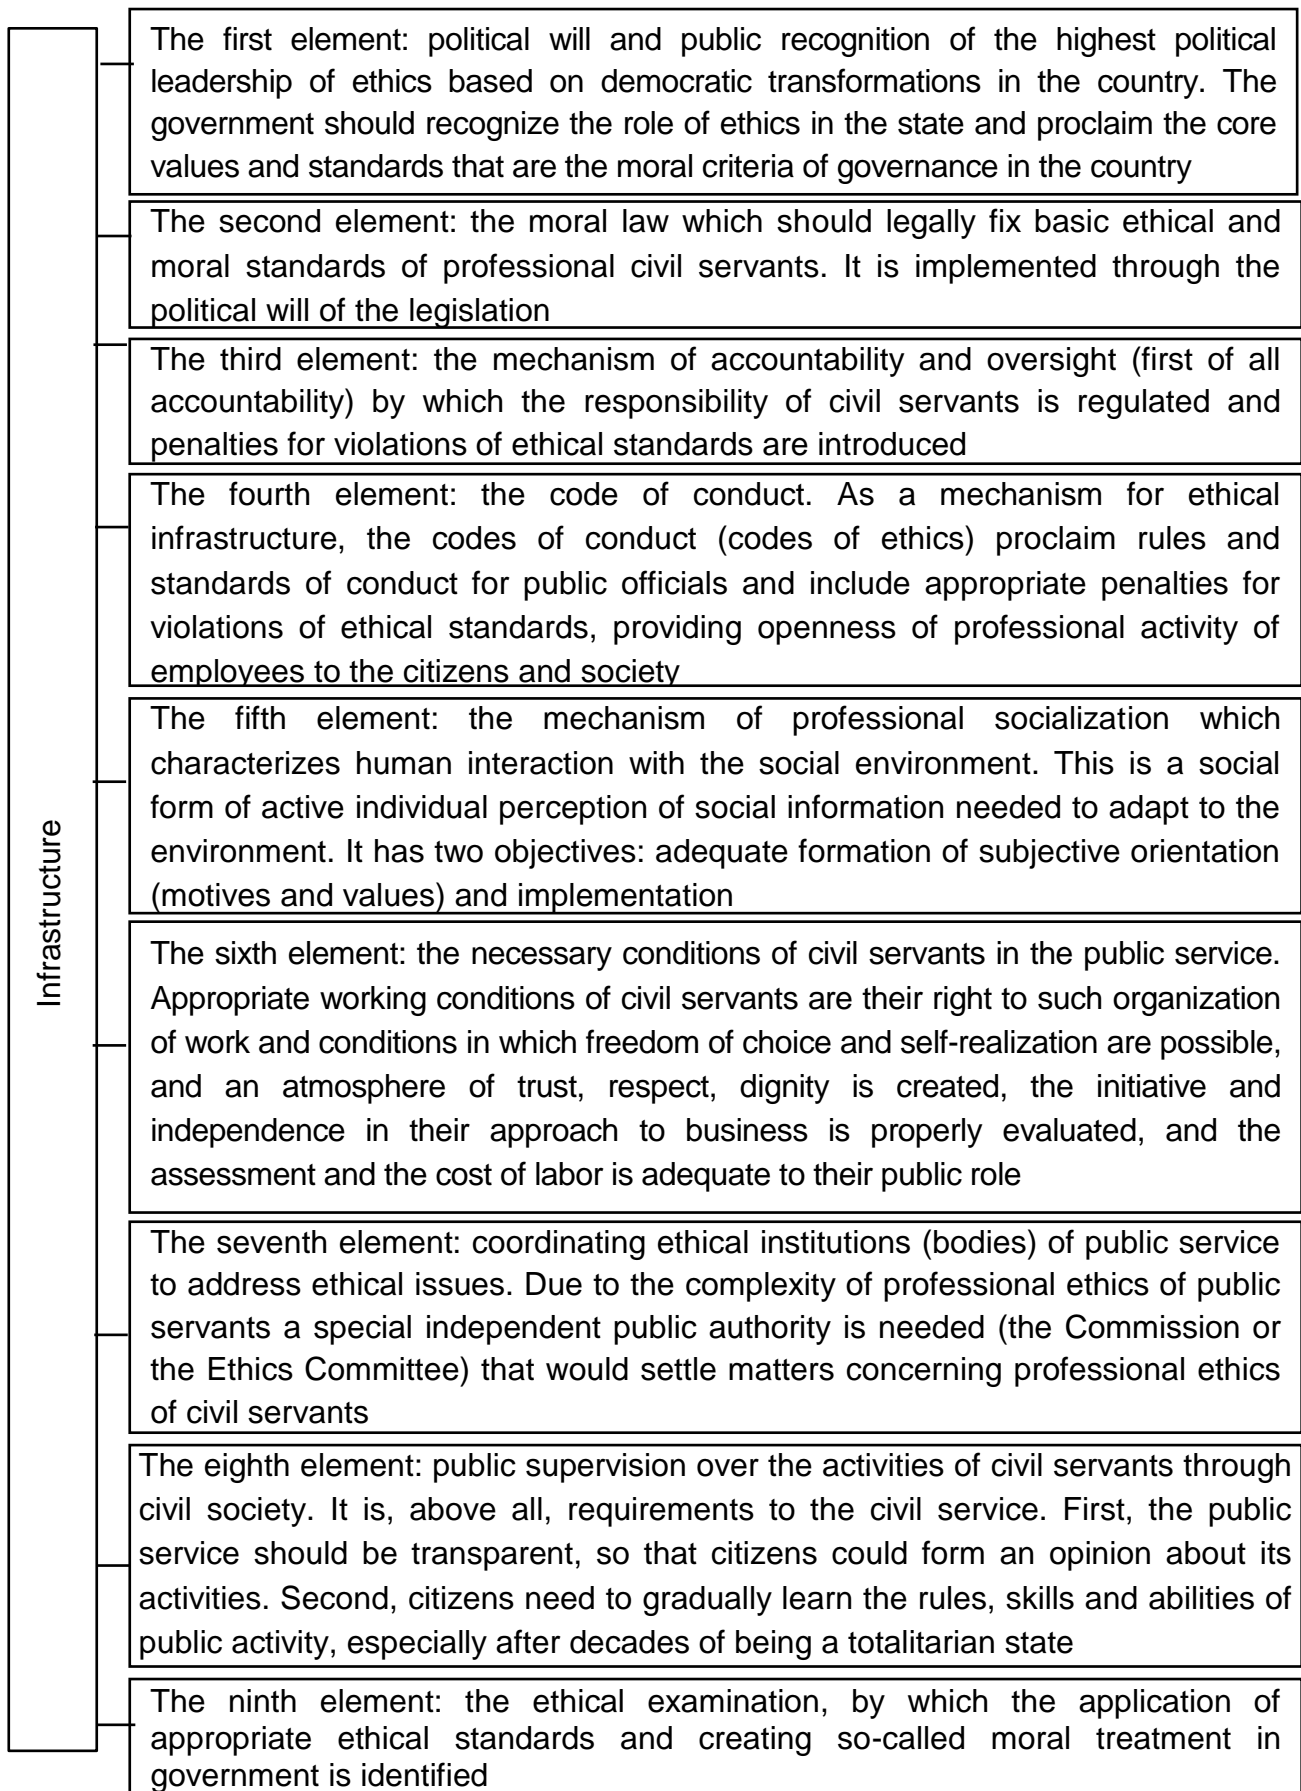 Infrastructure
The first element: political will and public recognition of the highest political
leadership of ethics based on democratic transformations in the country. The
government should recognize the role of ethics in the state and proclaim the core
values and standards that are the moral criteria of governance in the country
The second element: the moral law which should legally fix basic ethical and
moral standards of professional civil servants. It is implemented through the
political will of the legislation
The third element: the mechanism of accountability and oversight (first of all
accountability) by which the responsibility of civil servants is regulated and
penalties for violations of ethical standards are introduced
The fourth element: the code of conduct. As a mechanism for ethical
infrastructure, the codes of conduct (codes of ethics) proclaim rules and
standards of conduct for public officials and include appropriate penalties for
violations of ethical standards, providing openness of professional activity of
employees to the citizens and society
The fifth element: the mechanism of professional socialization which
characterizes human interaction with the social environment. This is a social
form of active individual perception of social information needed to adapt to the
environment. It has two objectives: adequate formation of subjective orientation
(motives and values) and implementation
The sixth element: the necessary conditions of civil servants in the public service.
Appropriate working conditions of civil servants are their right to such organization
of work and conditions in which freedom of choice and self-realization are possible,
and an atmosphere of trust, respect, dignity is created, the initiative and
independence in their approach to business is properly evaluated, and the
assessment and the cost of labor is adequate to their public role
The seventh element: coordinating ethical institutions (bodies) of public service
to address ethical issues. Due to the complexity of professional ethics of public
servants a special independent public authority is needed (the Commission or
the Ethics Committee) that would settle matters concerning professional ethics
of civil servants
The eighth element: public supervision over the activities of civil servants through
civil society. It is, above all, requirements to the civil service. First, the public
service should be transparent, so that citizens could form an opinion about its
activities. Second, citizens need to gradually learn the rules, skills and abilities of
public activity, especially after decades of being a totalitarian state
The ninth element: the ethical examination, by which the application of
appropriate ethical standards and creating so-called moral treatment in
government is identified